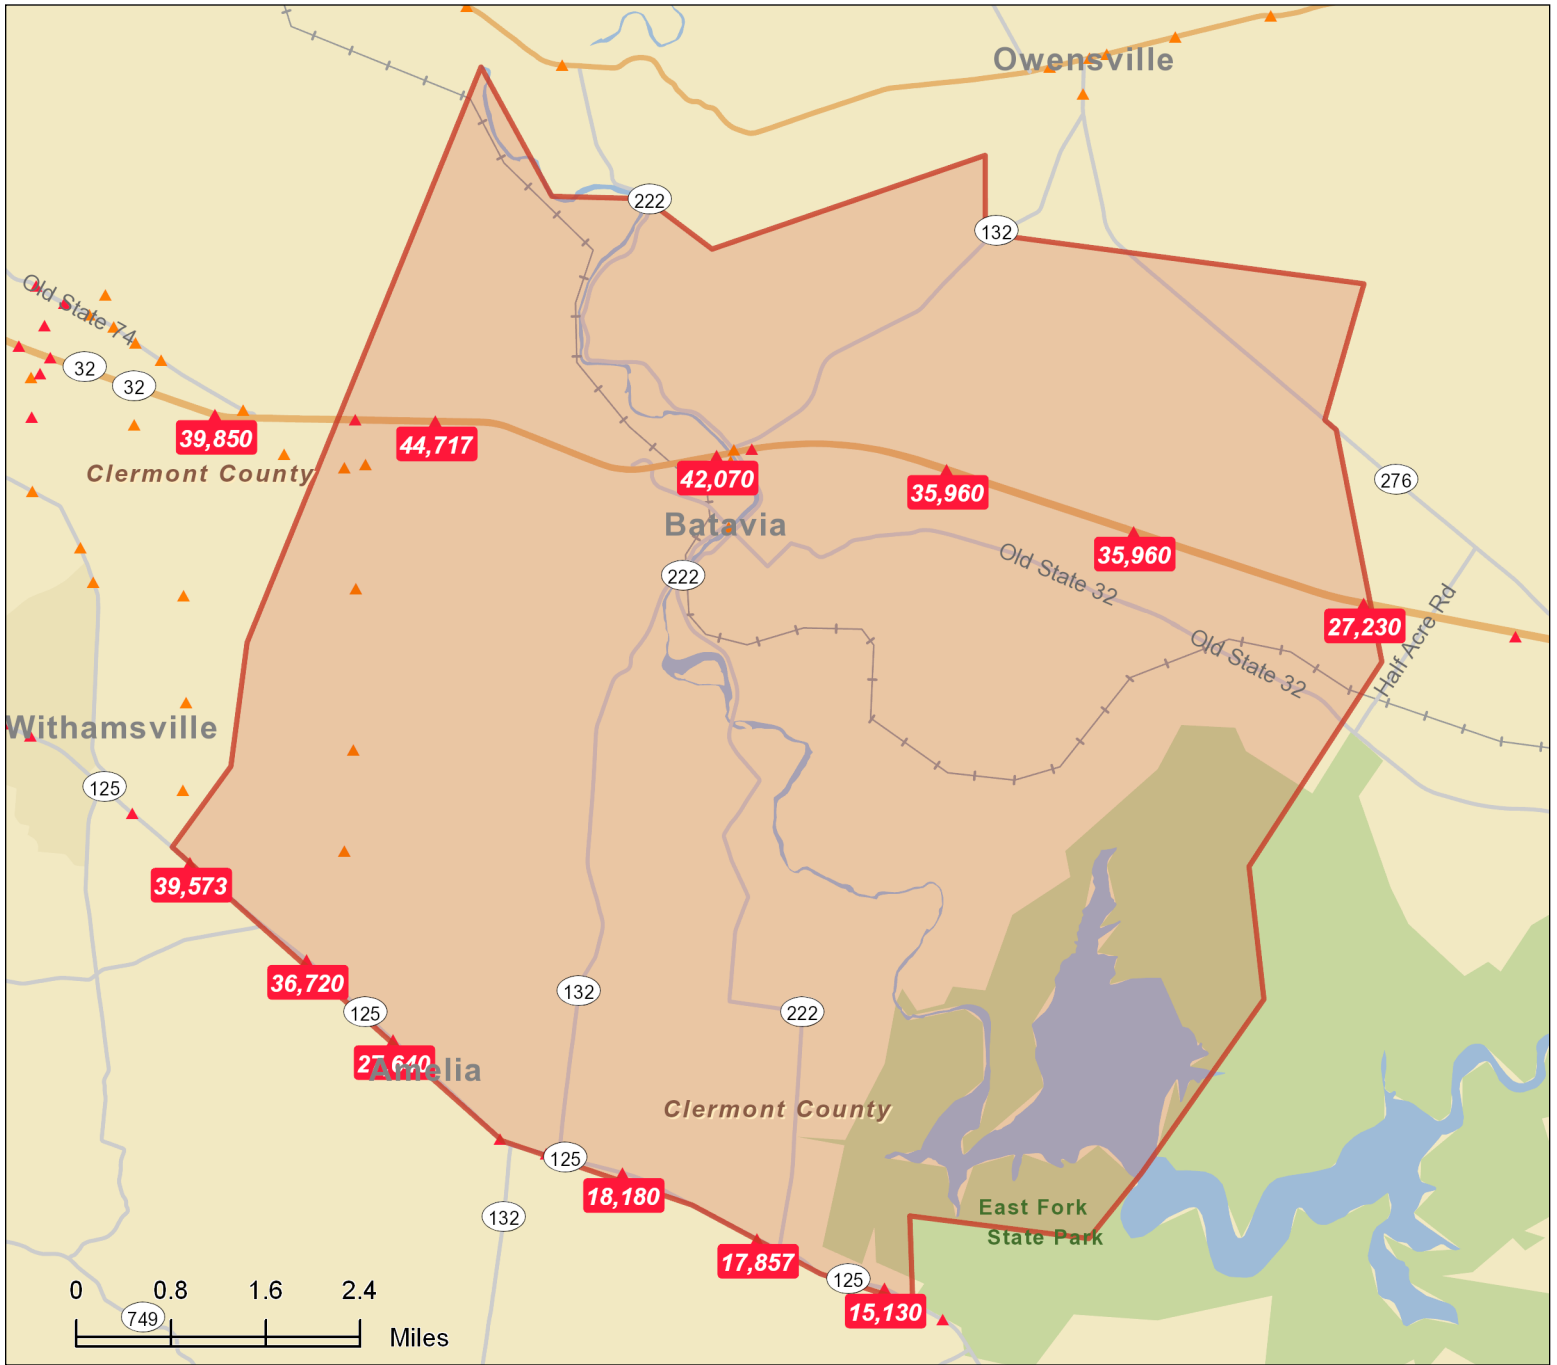 Owensville
222
132
Old State 74
32
32
39,850
44,717
Clermont County
42,070
35,960
276
Batavia
35,960
Old State 32
222
27,230
Half Acre Rd
Old State 32
Withamsville
125
39,573
36,720
132
125
222
27,640
Amelia
Clermont County
125
18,180
132
East Fork
State Park
17,857
125
15,130
0 0.8 1.6 2.4
749
Miles